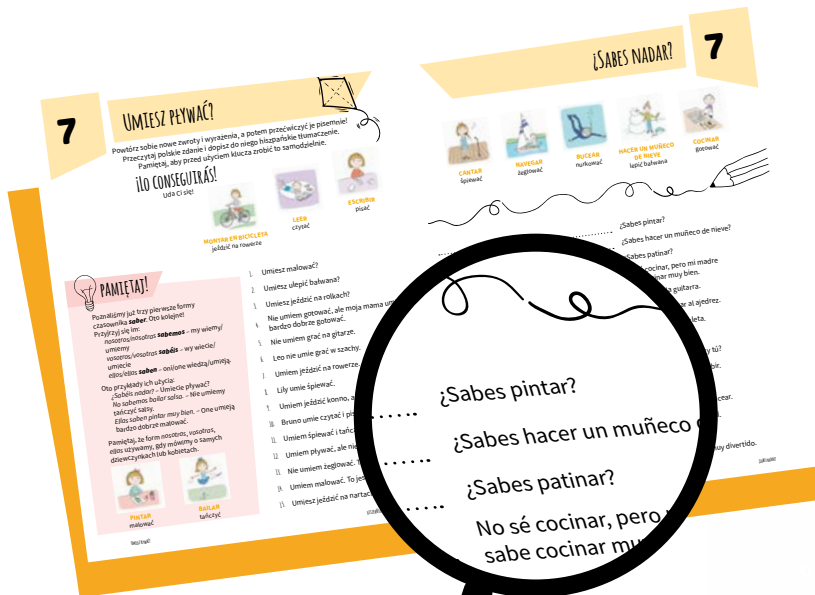 7
UMIESZ PŁYWAĆ?
Powtórz sobie nowe zwroty i wyrażenia, a potem przećwicz je pisemnie!
Przeczytaj polskie zdanie i dopisz do niego hiszpańskie tłumaczenie.
Pamiętaj, aby przed użyciem klucza zrobić to samodzielnie.
¡LO CONSEGUIRÁS!
Uda Ci się!
MONTAR EN BICICLETA
jeździć na rowerze
LEER
czytać
ESCRIBIR
pisać
PAMIĘTAJ!
Poznaliśmy już trzy pierwsze formy
czasownika saber. Oto kolejne!
Przyjrzyj się im:
nosotros/nosotras sabemos – my wiemy/
umiemy
vosotros/vosotras sabéis – wy wiecie/
umiecie
ellos/ellas saben – oni/one wiedzą/umieją.
Oto przykłady ich użycia:
¿Sabéis nadar? – Umiecie pływać?
No sabemos bailar salsa. – Nie umiemy
tańczyć salsy.
Ellas saben pintar muy bien. – One umieją
bardzo dobrze malować.
Pamiętaj, że form nosotras, vosotras,
ellas używamy, gdy mówimy o samych
dziewczynkach lub kobietach.
PINTAR
malować
BAILAR
tańczyć
1. Umiesz malować?
2. Umiesz ulepić bałwana?
3. Umiesz jeździć na rolkach?
4. Nie umiem gotować, ale moja mama
bardzo dobrze gotować.
5. Nie umiem grać na gitarze.
6. Leo nie umie grać w szachy.
7. Umiem jeździć na rowerze.
8. Lily umie śpiewać.
9. Umiem jeździć konno, a
10. Bruno umie czytać i
11. Umiem śpiewać i
12. Umiem pływać, ale
13. Nie umiem żeglować.
14. Umiem malować. To
15. Umiesz jeździć na
¿SABES NADAR?
7
CANTAR
śpiewać
NAVEGAR
żeglować
BUCEAR
nurkować
HACER UN MUÑECO
DE NIEVE
lepić bałwana
COCINAR
gotować
¿Sabes pintar?
¿Sabes hacer un muñeco de nieve?
¿Sabes patinar?
cocinar, pero mi madre
muy bien.
guitarra.
al ajedrez.
y tú?
divertido.
¿Sabes pintar?
¿Sabes hacer un muñeco
¿Sabes patinar?
No sé cocinar, pero
sabe cocinar